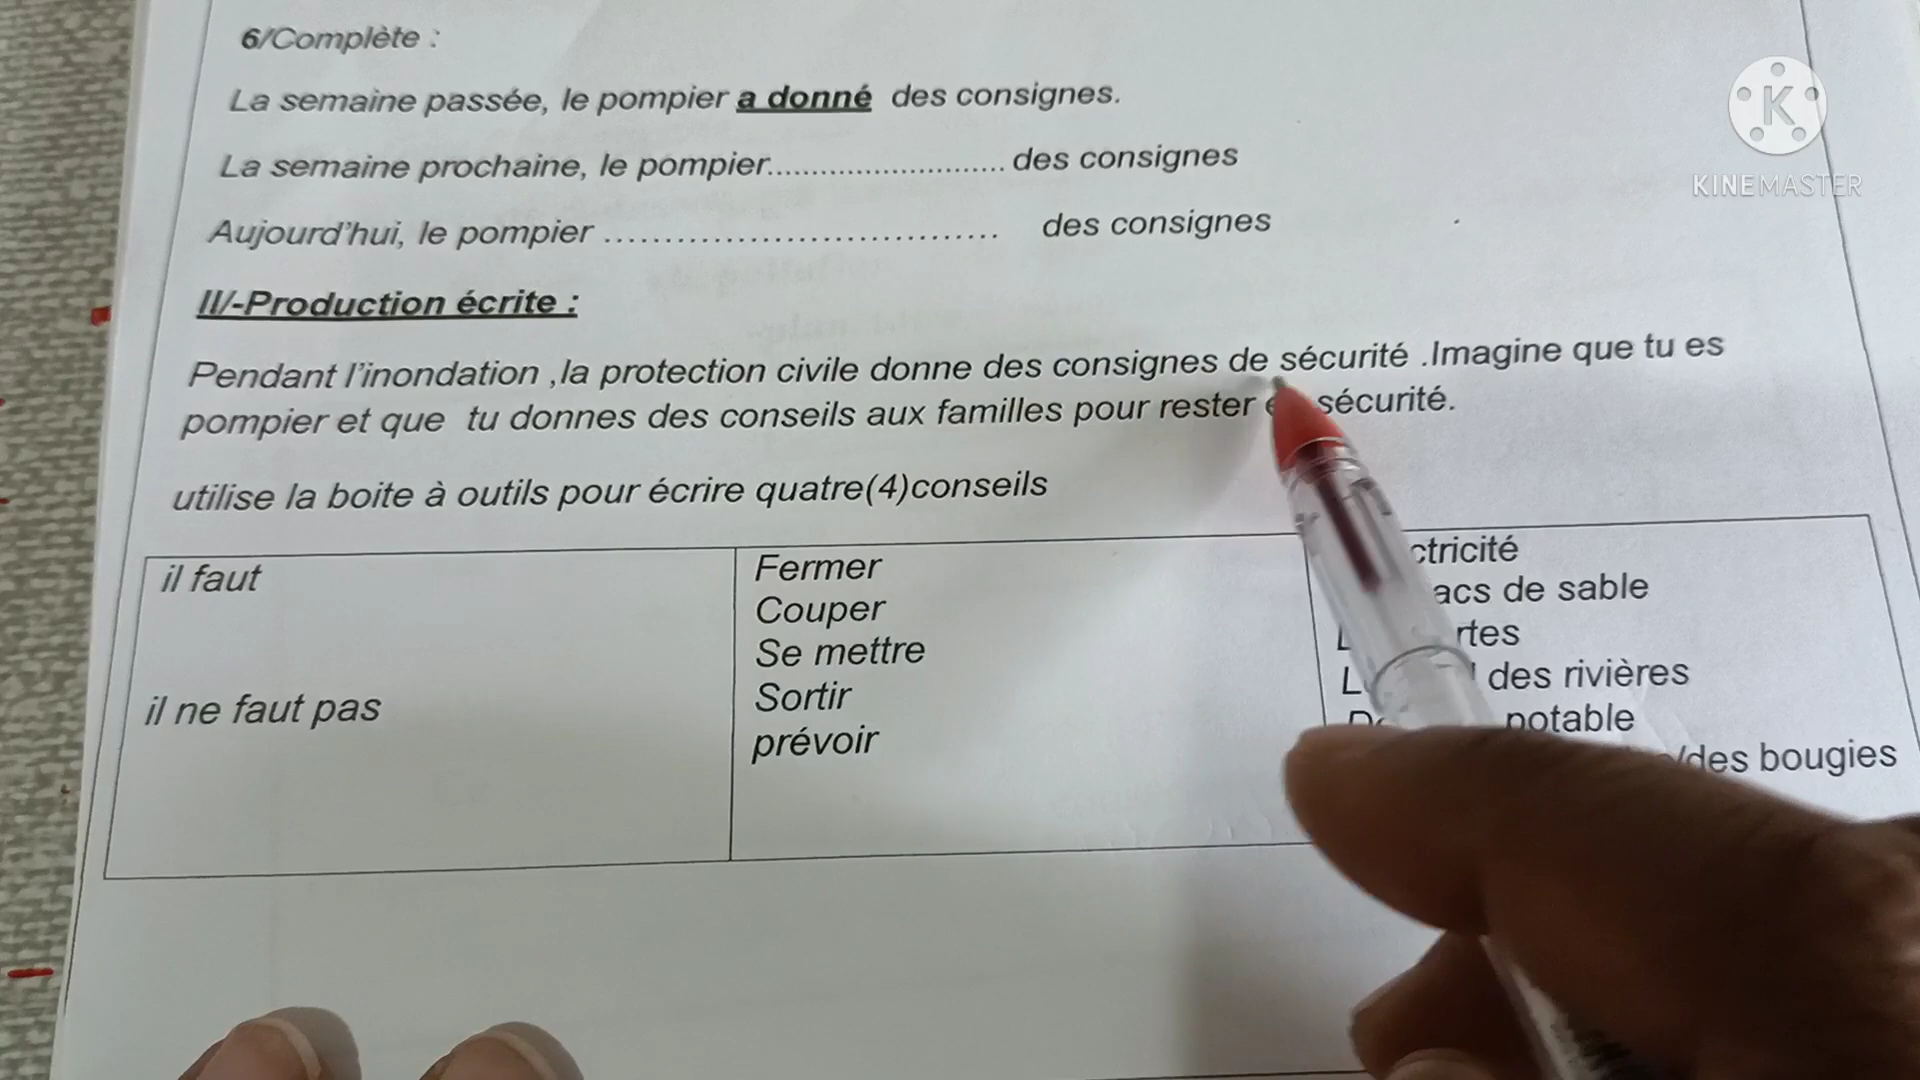 6/Complète :
La semaine passée, le pompier a donné des consignes.
La semaine prochaine, le pompier......................... des consignes
Aujourd'hui, le pompier ................................. des consignes
II/-Production écrite :
Pendant l'inondation ,la protection civile donne des consignes de sécurité .Imagine que tu es
pompier et que tu donnes des conseils aux familles pour rester sécurité.
utilise la boite à outils pour écrire quatre(4)conseils
il faut
il ne faut pas
Fermer
Couper
Se mettre
Sortir
prévoir
ctricité
acs de sable
rtes
des rivières
potable
/des bougies
KINEMASTER